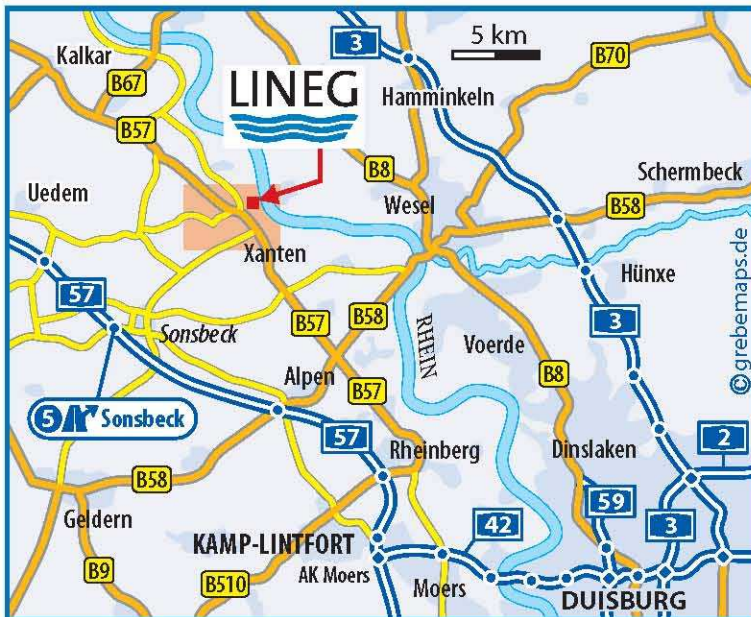 3
5 km
Kalkar
B70
B67
LINEG
Hamminkeln
B57
B8
Schermbeck
Uedem
Wesel
B58
Xanten
Hünxe
57
B57
B58
3
Sonsbeck
RHEIN
Voerde
Alpen
B8
© grebemaps.de
5 Sonsbeck
B57
57
Rheinberg
Dinslaken
2
B58
59
Geldern
42
3
KAMP-LINTFORT
B9
B510
AK Moers
Moers
DUISBURG